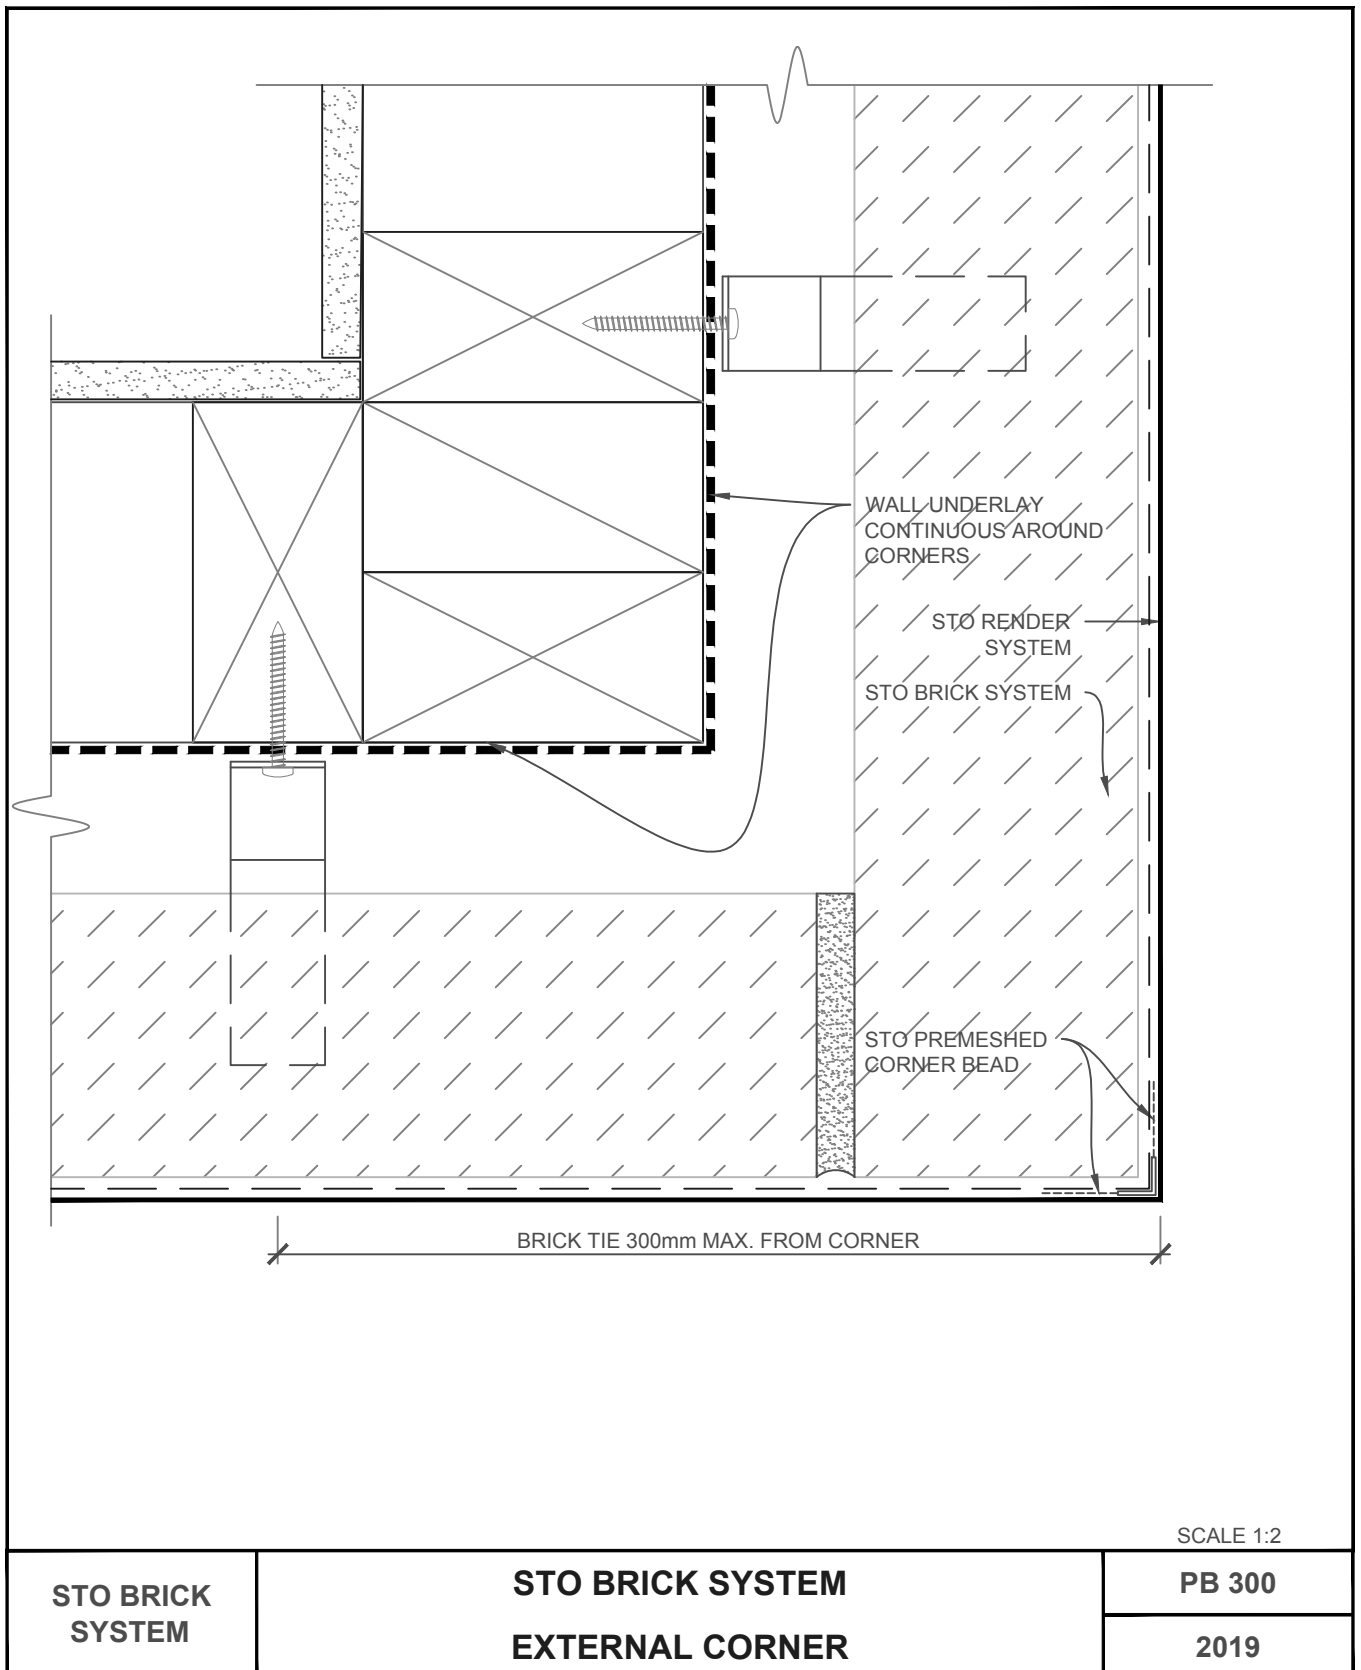 WALL UNDERLAY
CONTINUOUS AROUND
CORNERS
STO RENDER
SYSTEM
STO BRICK SYSTEM
STO PREMESHED
CORNER BEAD
BRICK TIE 300mm MAX. FROM CORNER
SCALE 1:2
STO BRICK
SYSTEM
STO BRICK SYSTEM
EXTERNAL CORNER
PB 300
2019